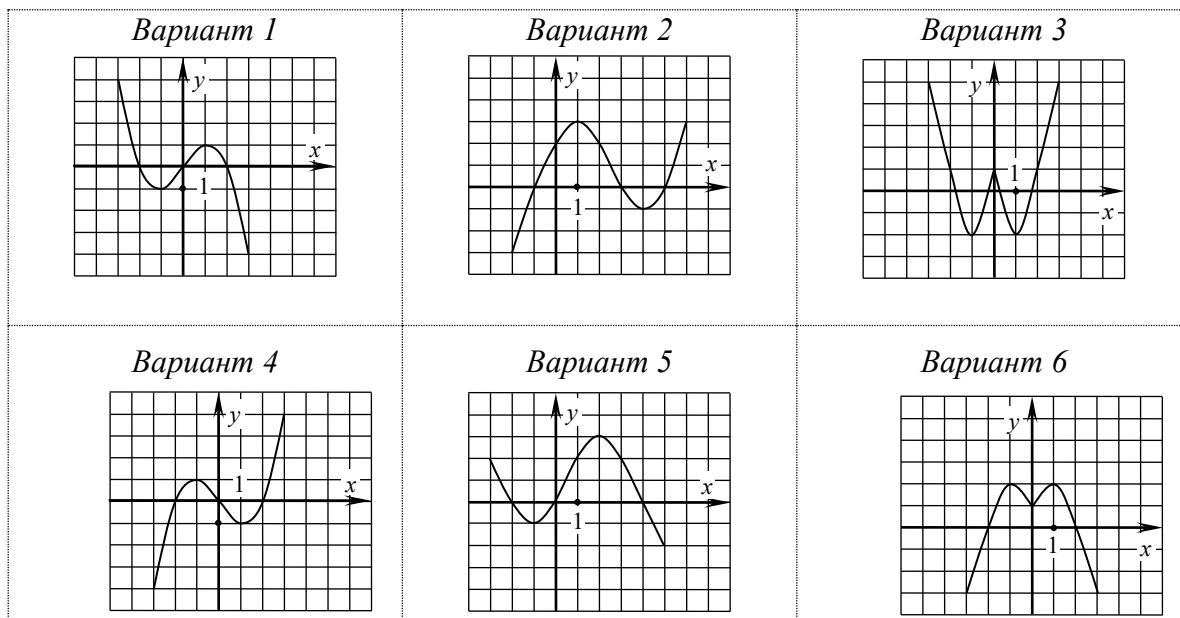 Вариант 1
y
x
1
Вариант 2
y
x
1
Вариант 3
y
1
x
Вариант 4
y
1
x
Вариант 5
y
x
1
Вариант 6
y
1
x